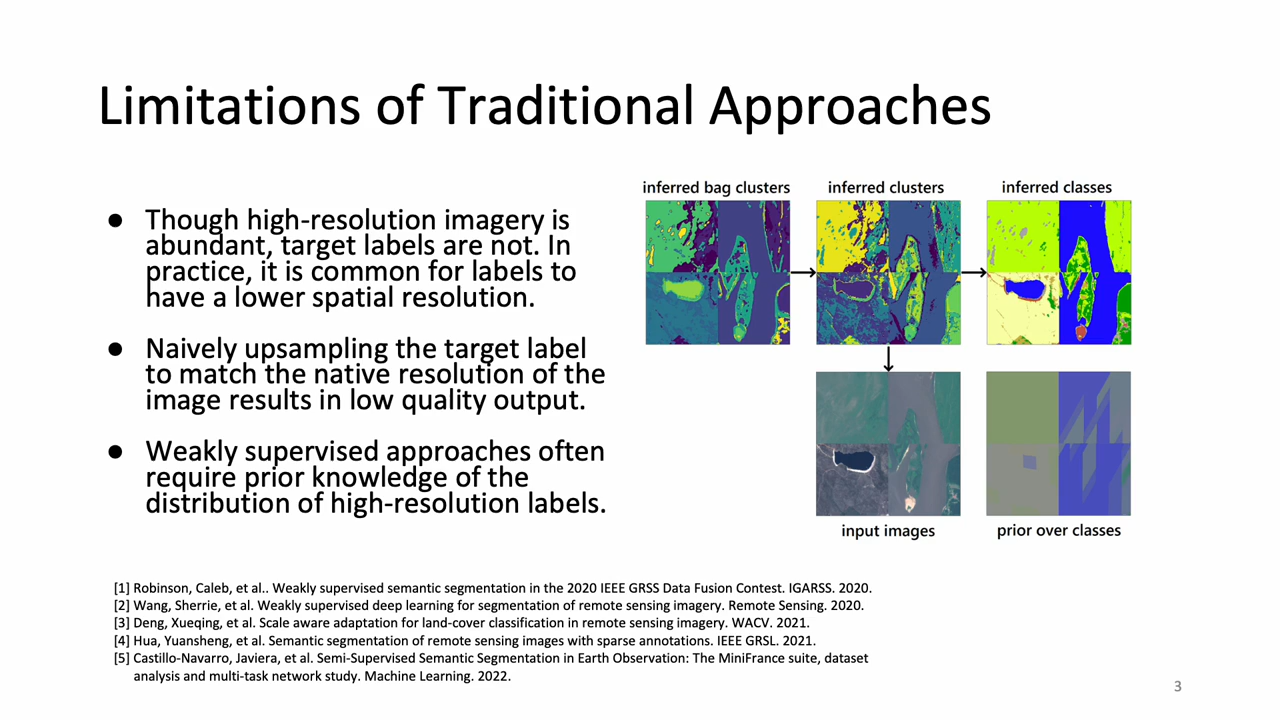 Limitations of Traditional Approaches
● Though high-resolution imagery is
abundant, target labels are not. In
practice, it is common for labels to
have a lower spatial resolution.
● Naively upsampling the target label
to match the native resolution of the
image results in low quality output.
● Weakly supervised approaches often
require prior knowledge of the
distribution of high-resolution labels.
inferred bag clusters
inferred clusters
inferred classes
input images
prior over classes
[1] Robinson, Caleb, et al.. Weakly supervised semantic segmentation in the 2020 IEEE GRSS Data Fusion Contest. IGARSS. 2020.
[2] Wang, Sherrie, et al. Weakly supervised deep learning for segmentation of remote sensing imagery. Remote Sensing. 2020.
[3] Deng, Xueqing, et al. Scale aware adaptation for land-cover classification in remote sensing imagery. WACV. 2021.
[4] Hua, Yuansheng, et al. Semantic segmentation of remote sensing images with sparse annotations. IEEE GRSL. 2021.
[5] Castillo-Navarro, Javiera, et al. Semi-Supervised Semantic Segmentation in Earth Observation: The MiniFrance suite, dataset
analysis and multi-task network study. Machine Learning. 2022.
3